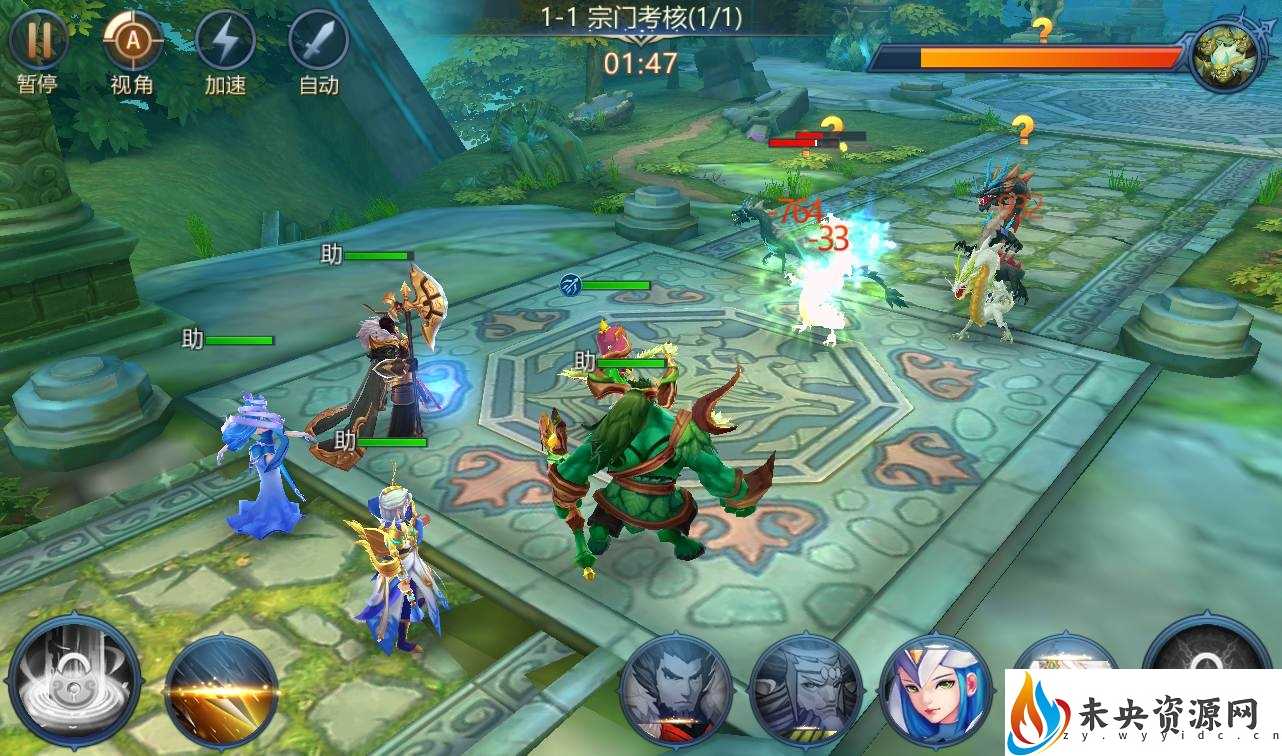 1-1 宗门考核(1/1)
01:47
暂停
A
视角
加速
自动
?
?
?
-764
-33
助
助
助
助
未央资源网
zy.wyyidc.cn